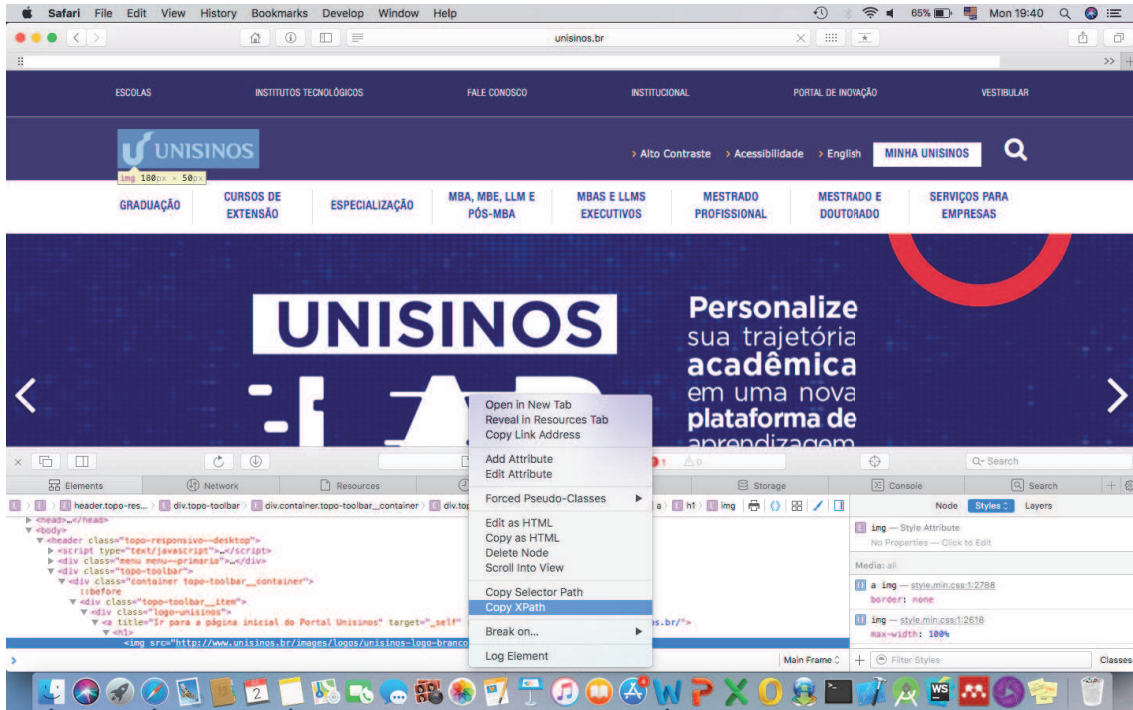 Safari File Edit View History Bookmarks Develop Window Help 65% Mon 19:40
unisinos.br
>>
ESCOLAS INSTITUTOS TECNOLÓGICOS FALE CONOSCO INSTITUCIONAL PORTAL DE INOVAÇÃO VESTIBULAR
UNISINOS > Alto Contraste > Acessibilidade > English MINHA UNISINOS
img 180px × 50px
GRADUAÇÃO CURSOS DE EXTENSÃO ESPECIALIZAÇÃO MBA, MBE, LLM E PÓS-MBA MBAS E LLMS EXECUTIVOS MESTRADO PROFISSIONAL MESTRADO E DOUTORADO SERVIÇOS PARA EMPRESAS
UNISINOS
Personalize
sua trajetória
acadêmica
em uma nova
plataforma de
aprendizagem
Open in New Tab
Reveal in Resources Tab
Copy Link Address
Add Attribute
Edit Attribute
Forced Pseudo-Classes
Edit as HTML
Copy as HTML
Delete Node
Scroll Into View
Copy Selector Path
Copy XPath
Break on...
Log Element
1 0 Search
Elements Network Resources Storage Console Search
header.topo-res... div.topo-toolbar div.container.topo-toolbar__container div.top a h1 img Node Styles Layers
<head>…</head>
<body>
<header class="topo-responsivo--desktop">
<script type="text/javascript">…</script>
<div class="menu menu--primario">…</div>
<div class="topo-toolbar">
<div class="container topo-toolbar__container">
::before
<div class="topo-toolbar__item">
<div class="logo-unisinos">
<a title="Ir para a página inicial do Portal Unisinos" target="_self" s.br/">
<h1>
<img src="http://www.unisinos.br/images/logos/unisinos-logo-branco
img — Style Attribute
No Properties — Click to Edit
Media: all
a img — style.min.css:1:2788
border: none
img — style.min.css:1:2618
max-width: 100%
> Main Frame + Filter Styles Classes
2 WS